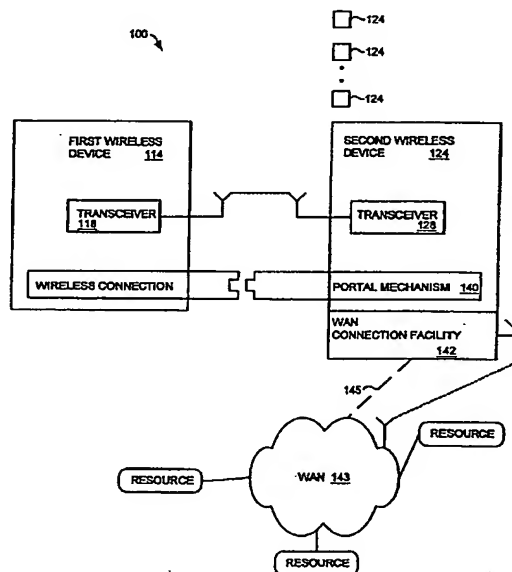 100
124
124
124
FIRST WIRELESS
DEVICE 114
SECOND WIRELESS
DEVICE 124
TRANSCEIVER
118
TRANSCEIVER
128
WIRELESS CONNECTION
PORTAL MECHANISM 140
WAN
CONNECTION FACILITY
142
145
RESOURCE
WAN 143
RESOURCE
RESOURCE